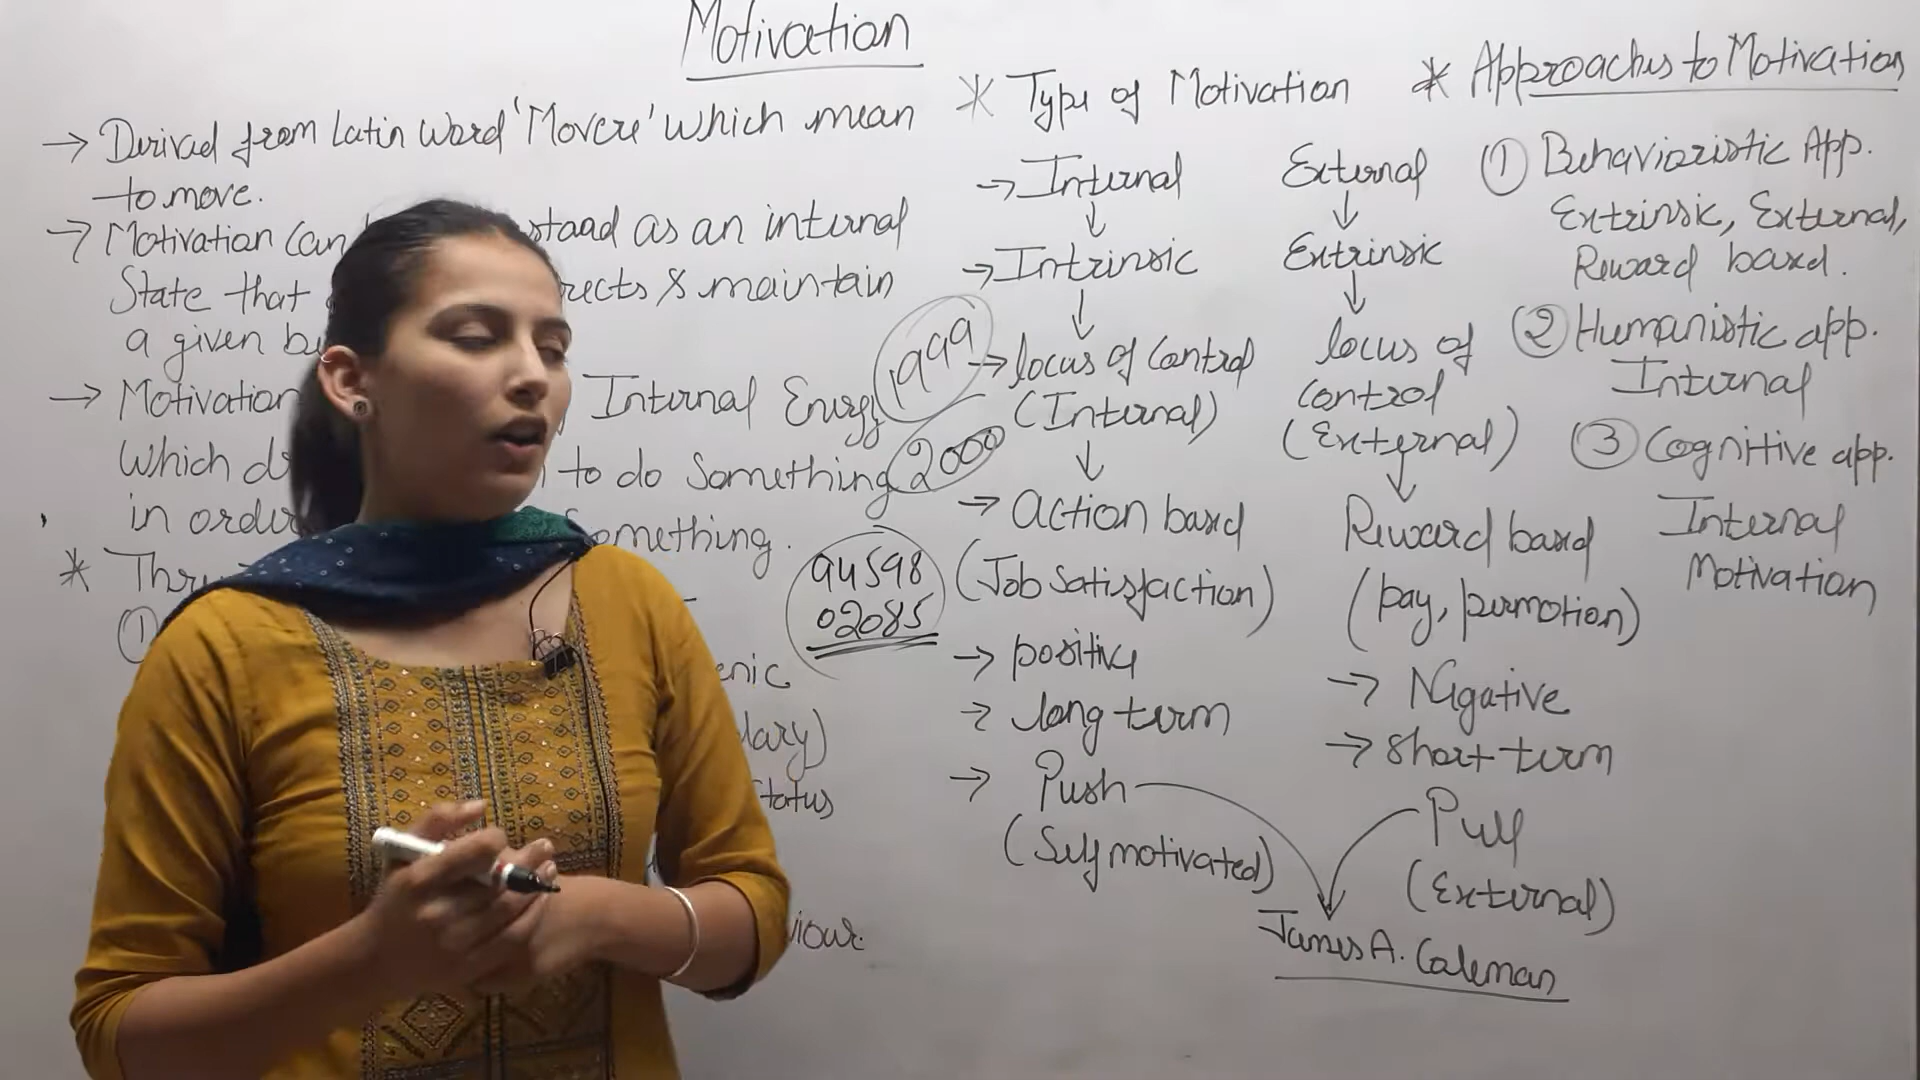 Motivation
→ Derived from Latin Word 'Movere' which mean
to move.
→ Motivation can staad as an internal
State that rects & maintain
a given
→ Motivation Internal Energy
Which to do Something
in order omething.
*
①
enic
lary)
tatus
viour.
1999
2000
94598
02085
* Type of Motivation
→ Internal External
↓ ↓
→ Intrinsic Extrinsic
↓ ↓
→ locus of Control locus of
(Internal) Control
(External)
↓ ↓
→ Action based Reward based
(Job Satisfaction) (pay, permotion)
→ positive → Nigative
→ long term → Short term
→ Push Pull
(Self motivated) (External)
James A. Caleman
* Approaches to Motivation
① Behavioristic App.
Extrinsic, External,
Reward based.
② Humanistic app.
Internal
③ Cognitive app.
Internal
Motivation